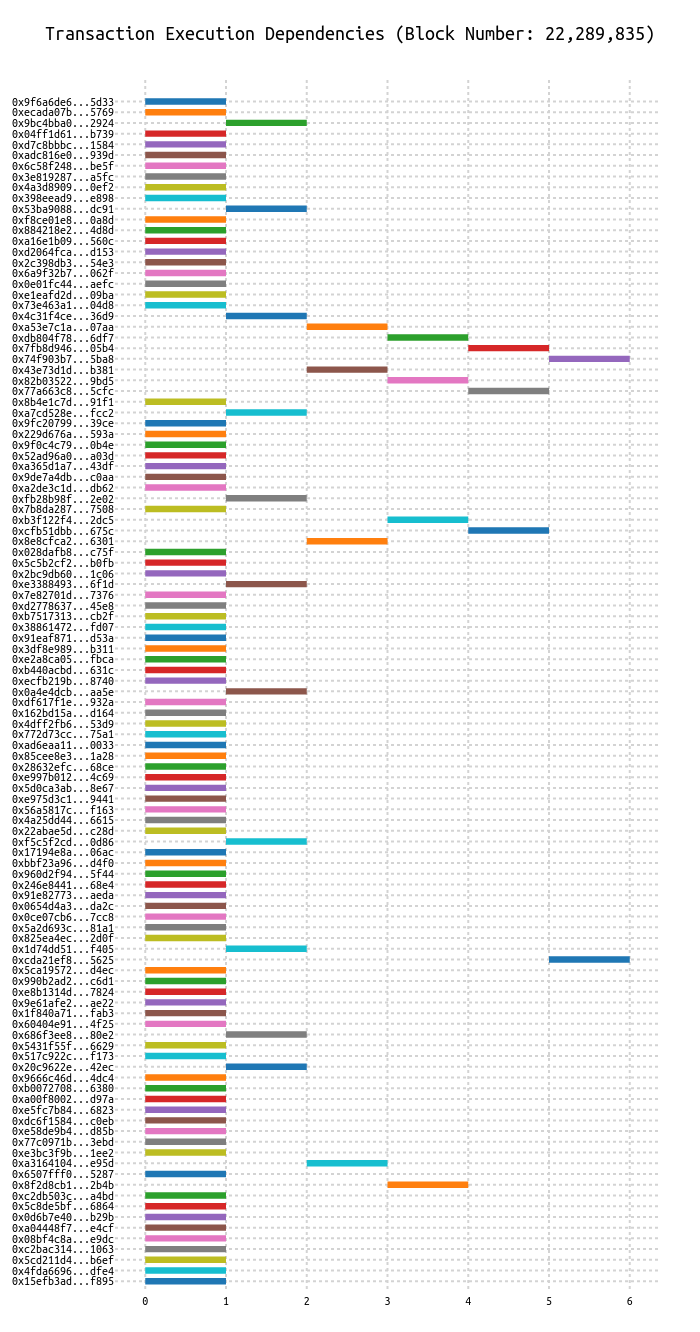 Transaction Execution Dependencies (Block Number: 22,289,835)
0x9f6a6de6...5d33
0xecada07b...5769
0x9bc4bba0...2924
0x04ff1d61...b739
0xd7c8bbbc...1584
0xadc816e0...939d
0x6c58f248...be5f
0x3e819287...a5fc
0x4a3d8909...0ef2
0x398eead9...e898
0x53ba9088...dc91
0xf8ce01e8...0a8d
0x884218e2...4d8d
0xa16e1b09...560c
0xd2064fca...d153
0x2c398db3...54e3
0x6a9f32b7...062f
0x0e01fc44...aefc
0xe1eafd2d...09ba
0x73e463a1...04d8
0x4c31f4ce...36d9
0xa53e7c1a...07aa
0xdb804f78...6df7
0x7fb8d946...05b4
0x74f903b7...5ba8
0x43e73d1d...b381
0x82b03522...9bd5
0x77a663c8...5cfc
0x8b4e1c7d...91f1
0xa7cd528e...fcc2
0x9fc20799...39ce
0x229d676a...593a
0x9f0c4c79...0b4e
0x52ad96a0...a03d
0xa365d1a7...43df
0x9de7a4db...c0aa
0xa2de3c1d...db62
0xfb28b98f...2e02
0x7b8da287...7508
0xb3f122f4...2dc5
0xcfb51dbb...675c
0x8e8cfca2...6301
0x028dafb8...c75f
0x5c5b2cf2...b0fb
0x2bc9db60...1c06
0xe3388493...6f1d
0x7e82701d...7376
0xd2778637...45e8
0xb7517313...cb2f
0x38861472...fd07
0x91eaf871...d53a
0x3df8e989...b311
0xe2a8ca05...fbca
0xb440acbd...631c
0xecfb219b...8740
0x0a4e4dcb...aa5e
0xdf617f1e...932a
0x162bd15a...d164
0x4dff2fb6...53d9
0x772d73cc...75a1
0xad6eaa11...0033
0x85cee8e3...1a28
0x28632efc...68ce
0xe997b012...4c69
0x5d0ca3ab...8e67
0xe975d3c1...9441
0x56a5817c...f163
0x4a25dd44...6615
0x22abae5d...c28d
0xf5c5f2cd...0d86
0x17194e8a...06ac
0xbbf23a96...d4f0
0x960d2f94...5f44
0x246e8441...68e4
0x91e82773...aeda
0x0654d4a3...da2c
0x0ce07cb6...7cc8
0x5a2d693c...81a1
0x825ea4ec...2d0f
0x1d74dd51...f405
0xcda21ef8...5625
0x5ca19572...d4ec
0x990b2ad2...c6d1
0xe8b1314d...7824
0x9e61afe2...ae22
0x1f840a71...fab3
0x60404e91...4f25
0x686f3ee8...80e2
0x5431f55f...6629
0x517c922c...f173
0x20c9622e...42ec
0x9666c46d...4dc4
0xb0072708...6380
0xa00f8002...d97a
0xe5fc7b84...6823
0xdc6f1584...c0eb
0xe58de9b4...d85b
0x77c0971b...3ebd
0xe3bc3f9b...1ee2
0xa3164104...e95d
0x6507fff0...5287
0x8f2d8cb1...2b4b
0xc2db503c...a4bd
0x5c8de5bf...6864
0x0d6b7e40...b29b
0xa04448f7...e4cf
0x08bf4c8a...e9dc
0xc2bac314...1063
0x5cd211d4...b6ef
0x4fda6696...dfe4
0x15efb3ad...f895
0 1 2 3 4 5 6